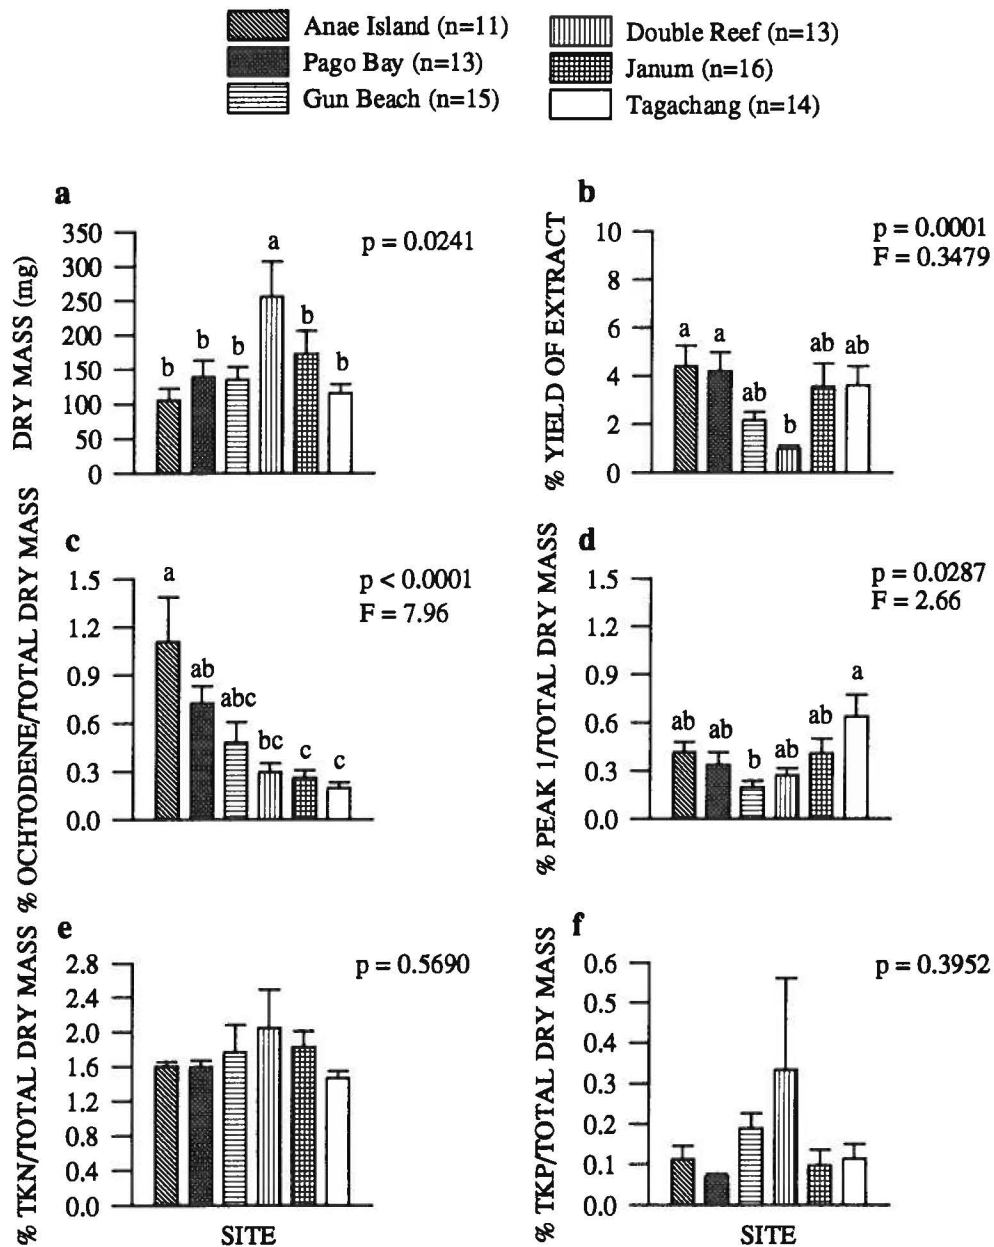 Anae Island (n=11)
Pago Bay (n=13)
Gun Beach (n=15)
Double Reef (n=13)
Janum (n=16)
Tagachang (n=14)
a
DRY MASS (mg)
350
300
250
200
150
100
50
0
b
b
b
a
b
b
p = 0.0241
b
% YIELD OF EXTRACT
10
8
6
4
2
0
a
a
ab
b
ab
ab
p = 0.0001
F = 0.3479
c
% OCHTODENE/TOTAL DRY MASS
1.5
1.2
0.9
0.6
0.3
0.0
a
ab
abc
bc
c
c
p < 0.0001
F = 7.96
d
% PEAK 1/TOTAL DRY MASS
1.5
1.2
0.9
0.6
0.3
0.0
ab
ab
b
ab
ab
a
p = 0.0287
F = 2.66
e
% TKN/TOTAL DRY MASS
2.8
2.4
2.0
1.6
1.2
0.8
0.4
0.0
p = 0.5690
SITE
f
% TKP/TOTAL DRY MASS
0.6
0.5
0.4
0.3
0.2
0.1
0.0
p = 0.3952
SITE